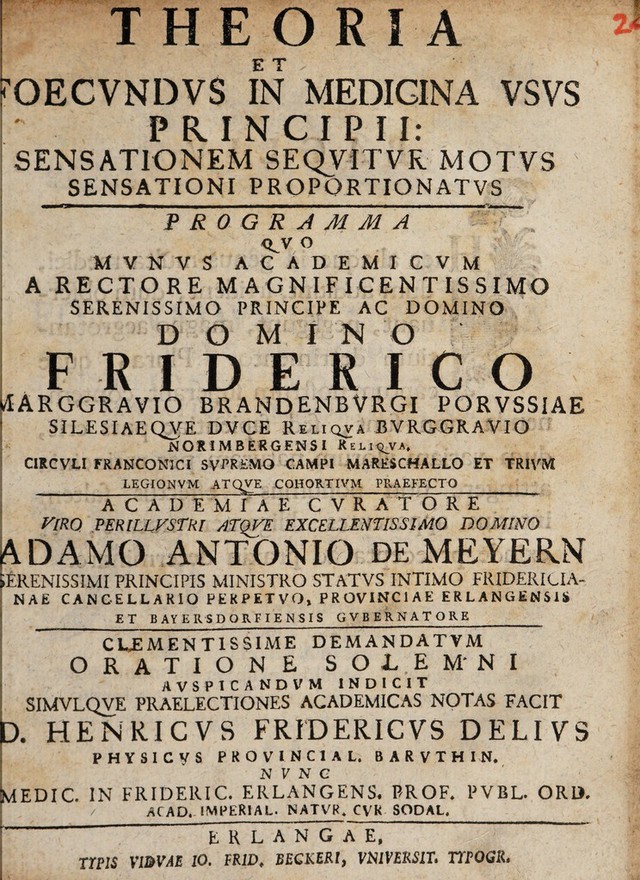 THEORIA
ET
FOECVNDVS IN MEDICINA VSVS
PRINCIPII:
SENSATIONEM SEQVITVR MOTVS
SENSATIONI PROPORTIONATVS
PROGRAMMA
QVO
MVNVS ACADEMICVM
A RECTORE MAGNIFICENTISSIMO
SERENISSIMO PRINCIPE AC DOMINO
DOMINO
FRIDERICO
MARGGRAVIO BRANDENBVRGI PORVSSIAE
SILESIAEQVE DVCE RELIQVA BVRGGRAVIO
NORIMBERGENSI RELIQVA.
CIRCVLI FRANCONICI SVPREMO CAMPI MARESCHALLO ET TRIVM
LEGIONVM ATQVE COHORTIVM PRAEFECTO
ACADEMIAE CVRATORE
VIRO PERILLVSTRI ATQVE EXCELLENTISSIMO DOMINO
ADAMO ANTONIO DE MEYERN
SERENISSIMI PRINCIPIS MINISTRO STATVS INTIMO FRIDERICIA-
NAE CANCELLARIO PERPETVO, PROVINCIAE ERLANGENSIS
ET BAYERSDORFIENSIS GVBERNATORE
CLEMENTISSIME DEMANDATVM
ORATIONE SOLEMNI
AVSPICANDVM INDICIT
SIMVLQVE PRAELECTIONES ACADEMICAS NOTAS FACIT
D. HENRICVS FRIDERICVS DELIVS
PHYSICVS PROVINCIAL. BARVTHIN.
NVNC
MEDIC. IN FRIDERIC. ERLANGENS. PROF. PVBL. ORD.
ACAD. IMPERIAL. NATVR. CVR. SODAL.
ERLANGAE,
TYPIS VIDVAE IO. FRID. BECKERI, VNIVERSIT. TYPOGR.